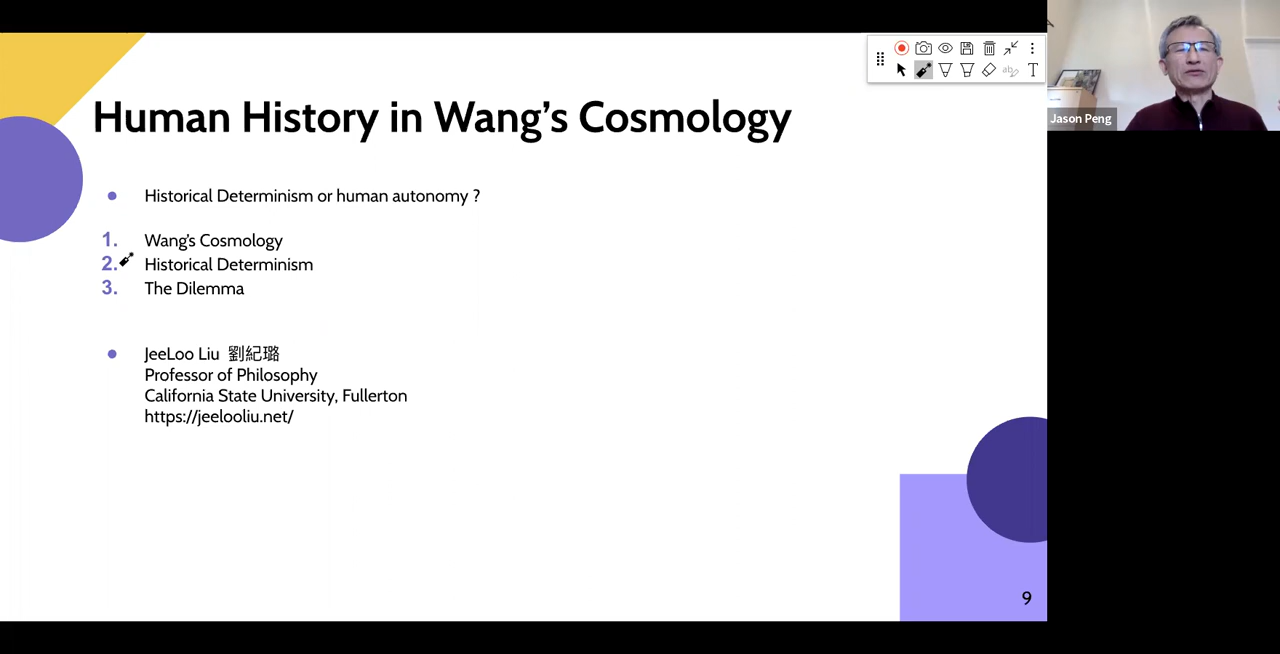 Human History in Wang's Cosmology
Historical Determinism or human autonomy ?
1. Wang's Cosmology
2. Historical Determinism
3. The Dilemma
JeeLoo Liu 劉紀璐
Professor of Philosophy
California State University, Fullerton
https://jeelooliu.net/
9
ab
T
Jason Peng